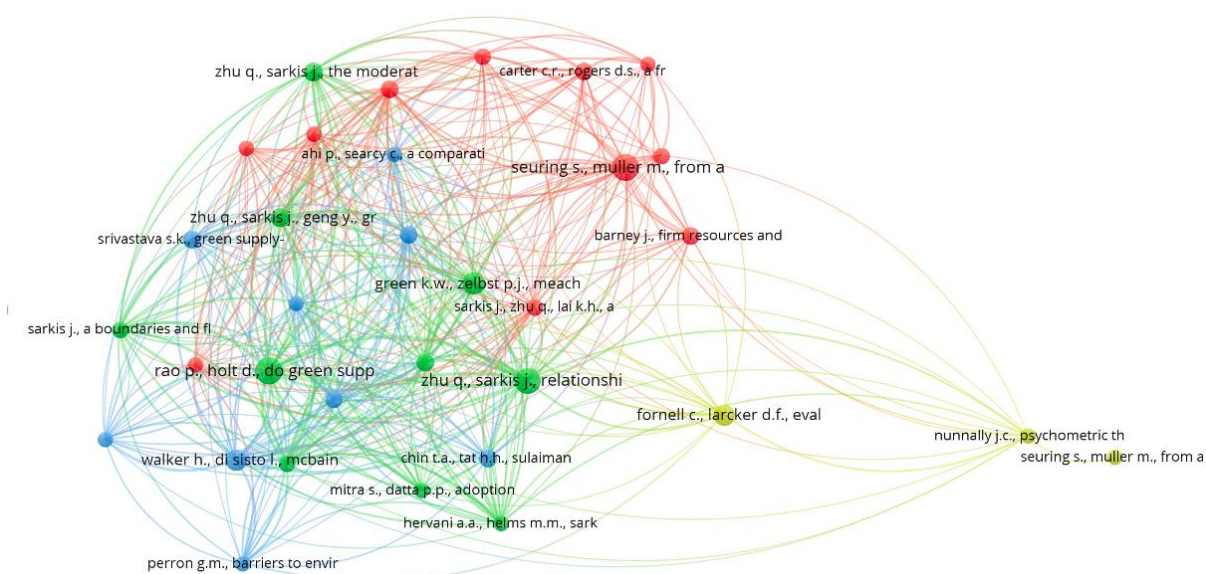 zhu q., sarkis j., the moderat
carter c.r., rogers d.s., a fr
ahi p., searcy c., a comparati
seuring s., muller m., from a
zhu q., sarkis j., geng y., gr
srivastava s.k., green supply-
barney j., firm resources and
green k.w., zelbst p.j., meach
sarkis j., zhu q., lai k.h., a
sarkis j., a boundaries and fl
rao p., holt d., do green supp
zhu q., sarkis j., relationshi
fornell c., larcker d.f., eval
nunnally j.c., psychometric th
seuring s., muller m., from a
walker h., di sisto l., mcbain
chin t.a., tat h.h., sulaiman
mitra s., datta p.p., adoption
hervani a.a., helms m.m., sark
perron g.m., barriers to envir